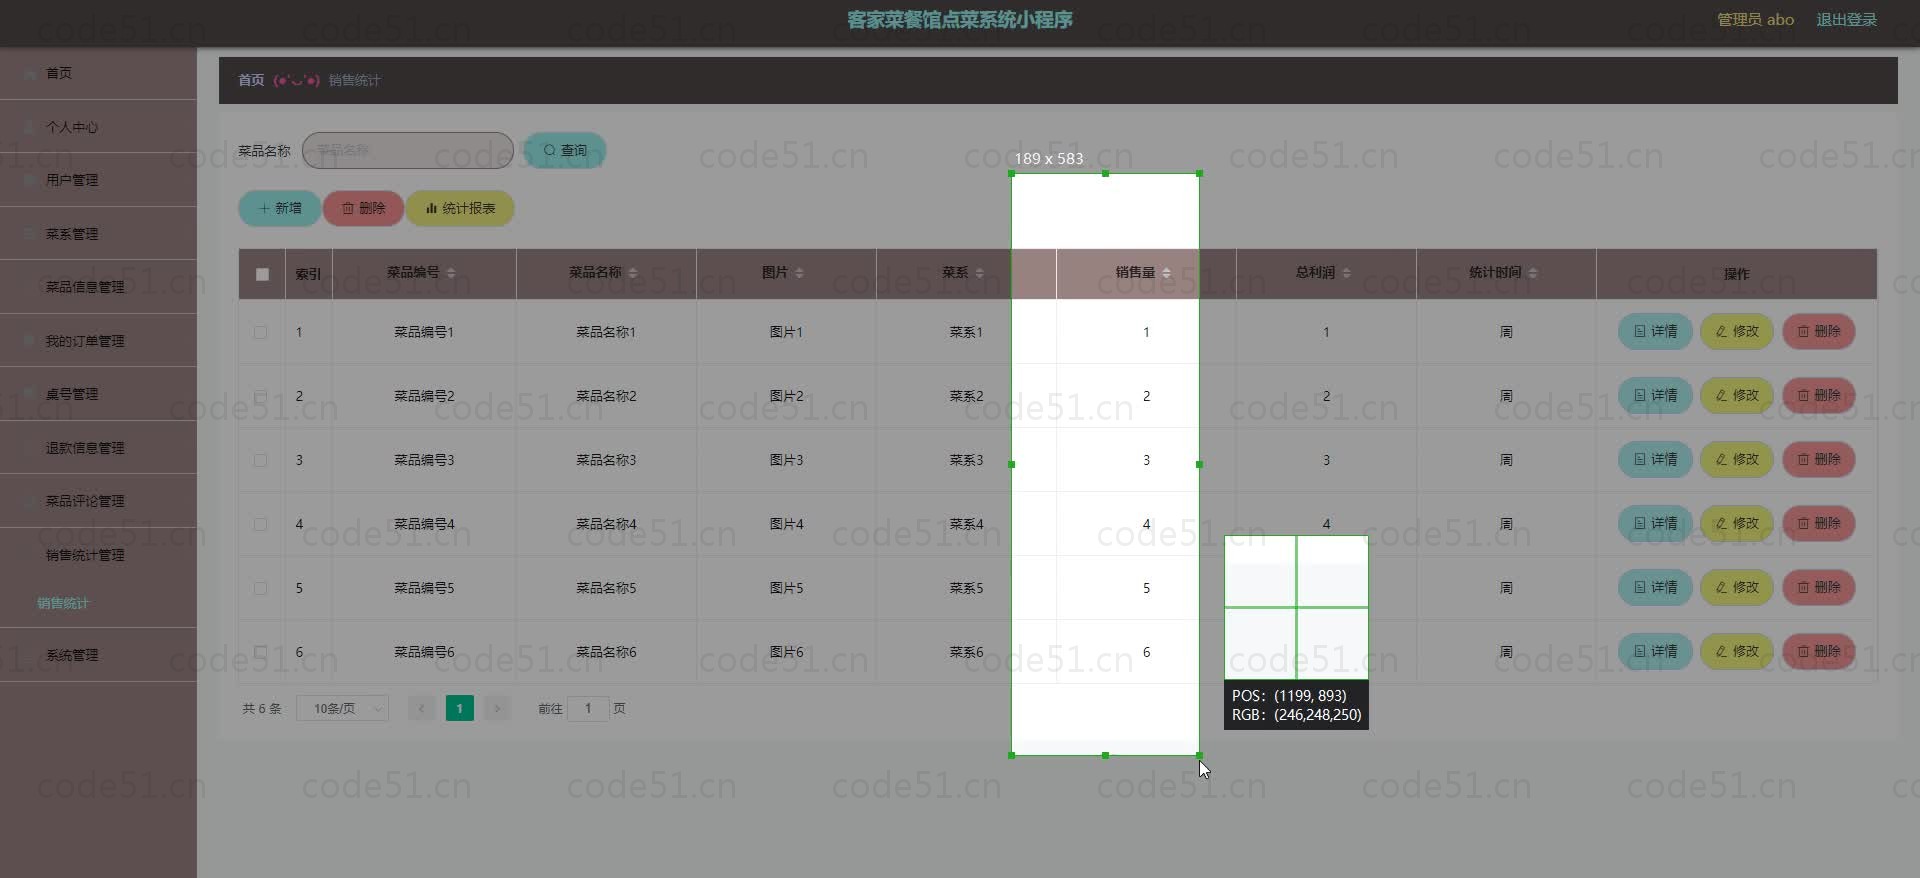 客家菜餐馆点菜系统小程序
管理员 abo 退出登录
首页
个人中心
用户管理
菜系管理
菜品信息管理
我的订单管理
桌号管理
退款信息管理
菜品评论管理
销售统计管理
销售统计
系统管理
首页 (●'◡'●) 销售统计
菜品名称 菜品名称 查询
新增 删除 统计报表
189 x 583
索引 菜品编号 菜品名称 图片 菜系 销售量 总利润 统计时间 操作
1 菜品编号1 菜品名称1 图片1 菜系1 1 1 周 详情 修改 删除
2 菜品编号2 菜品名称2 图片2 菜系2 2 2 周 详情 修改 删除
3 菜品编号3 菜品名称3 图片3 菜系3 3 3 周 详情 修改 删除
4 菜品编号4 菜品名称4 图片4 菜系4 4 4 周 详情 修改 删除
5 菜品编号5 菜品名称5 图片5 菜系5 5 周 详情 修改 删除
6 菜品编号6 菜品名称6 图片6 菜系6 6 周 详情 修改 删除
POS: (1199, 893)
RGB: (246,248,250)
共 6 条 10条/页 1 前往 1 页
code51.cn